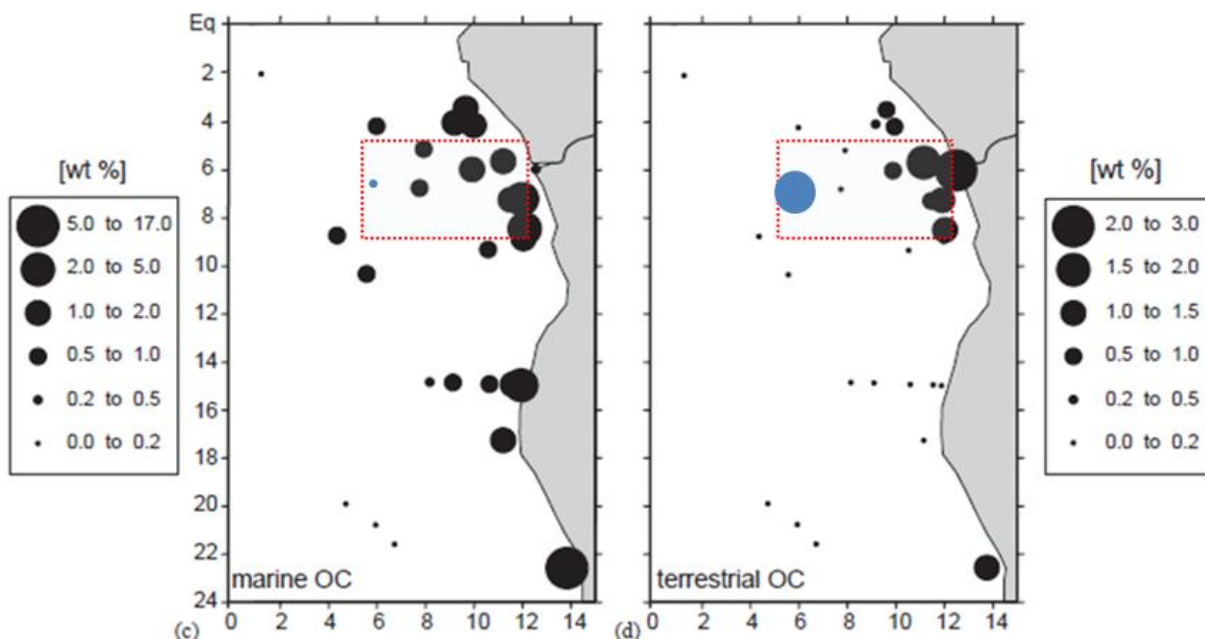 [wt %]
5.0 to 17.0
2.0 to 5.0
1.0 to 2.0
0.5 to 1.0
0.2 to 0.5
0.0 to 0.2
Eq
2
4
6
8
10
12
14
16
18
20
22
24
marine OC
0 2 4 6 8 10 12 14
(c)
terrestrial OC
0 2 4 6 8 10 12 14
(d)
[wt %]
2.0 to 3.0
1.5 to 2.0
1.0 to 1.5
0.5 to 1.0
0.2 to 0.5
0.0 to 0.2